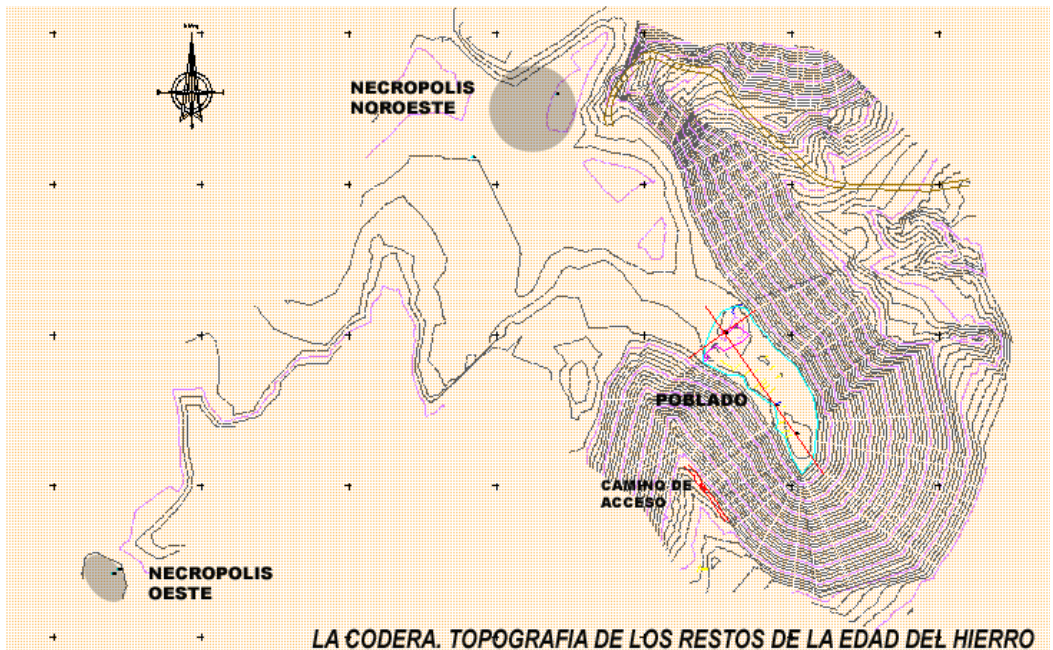 NECROPOLIS
NOROESTE
POBLADO
CAMINO DE
ACCESO
NECROPOLIS
OESTE
LA CODERA. TOPOGRAFIA DE LOS RESTOS DE LA EDAD DEL HIERRO